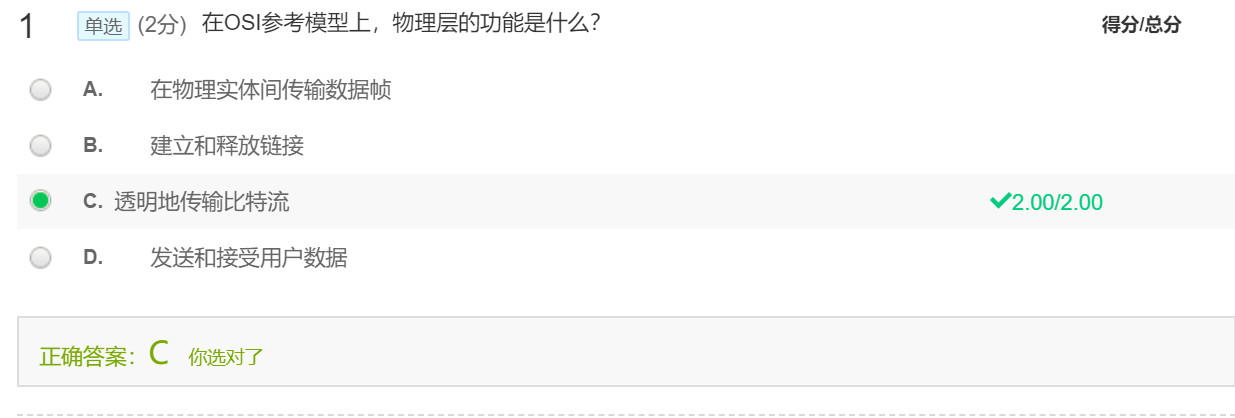 1 单选 (2分) 在OSI参考模型上，物理层的功能是什么? 得分/总分
A. 在物理实体间传输数据帧
B. 建立和释放链接
C. 透明地传输比特流 2.00/2.00
D. 发送和接受用户数据
正确答案：C 你选对了